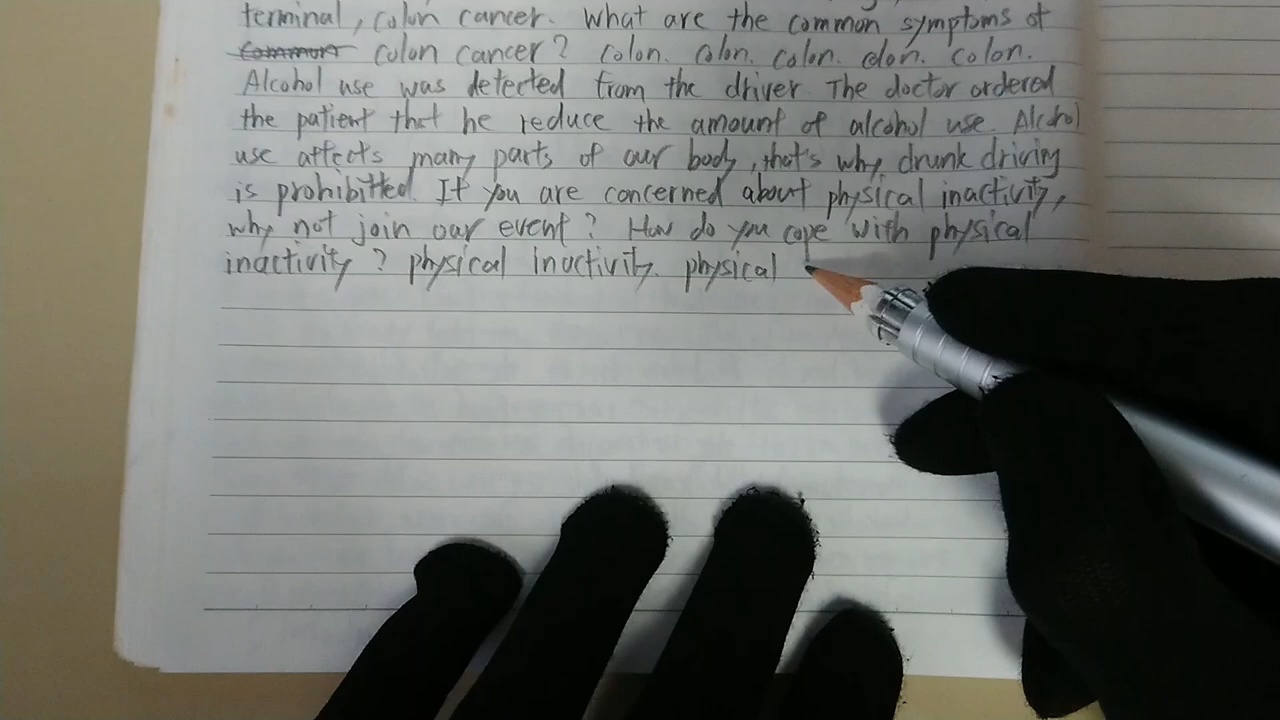 terminal, colon cancer. What are the common symptoms of
common colon cancer? colon. colon. colon. colon. colon.
Alcohol use was detected from the driver. The doctor ordered
the patient that he reduce the amount of alcohol use. Alchol
use affects many parts of our body, that's why drunk driving
is prohibitted. If you are concerned about physical inactivity,
why not join our event? How do you cope with physical
inactivity? physical inactivity. physical